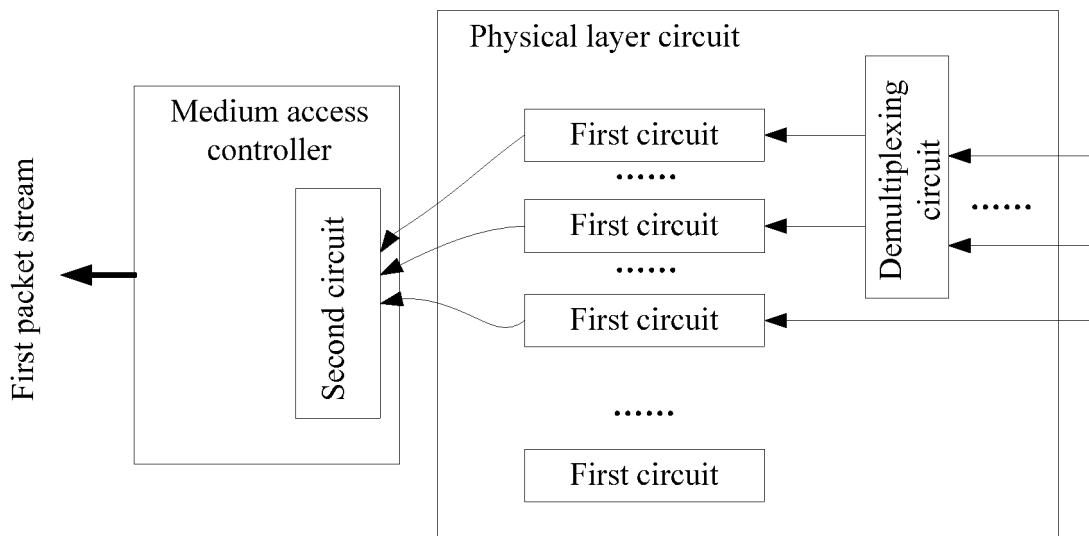 Physical layer circuit
Medium access
controller
First circuit
......
First circuit
......
First circuit
......
First circuit
Demultiplexing
circuit
......
Second circuit
First packet stream